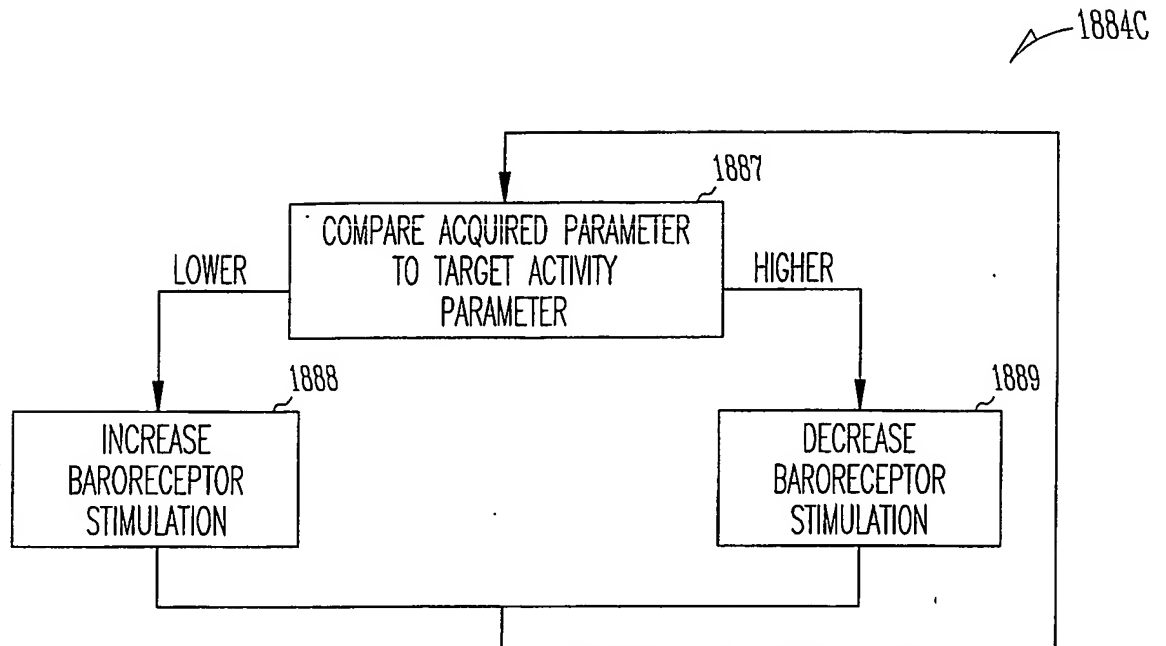 1884C
1887
COMPARE ACQUIRED PARAMETER
TO TARGET ACTIVITY
PARAMETER
LOWER
HIGHER
1888
INCREASE
BARORECEPTOR
STIMULATION
1889
DECREASE
BARORECEPTOR
STIMULATION